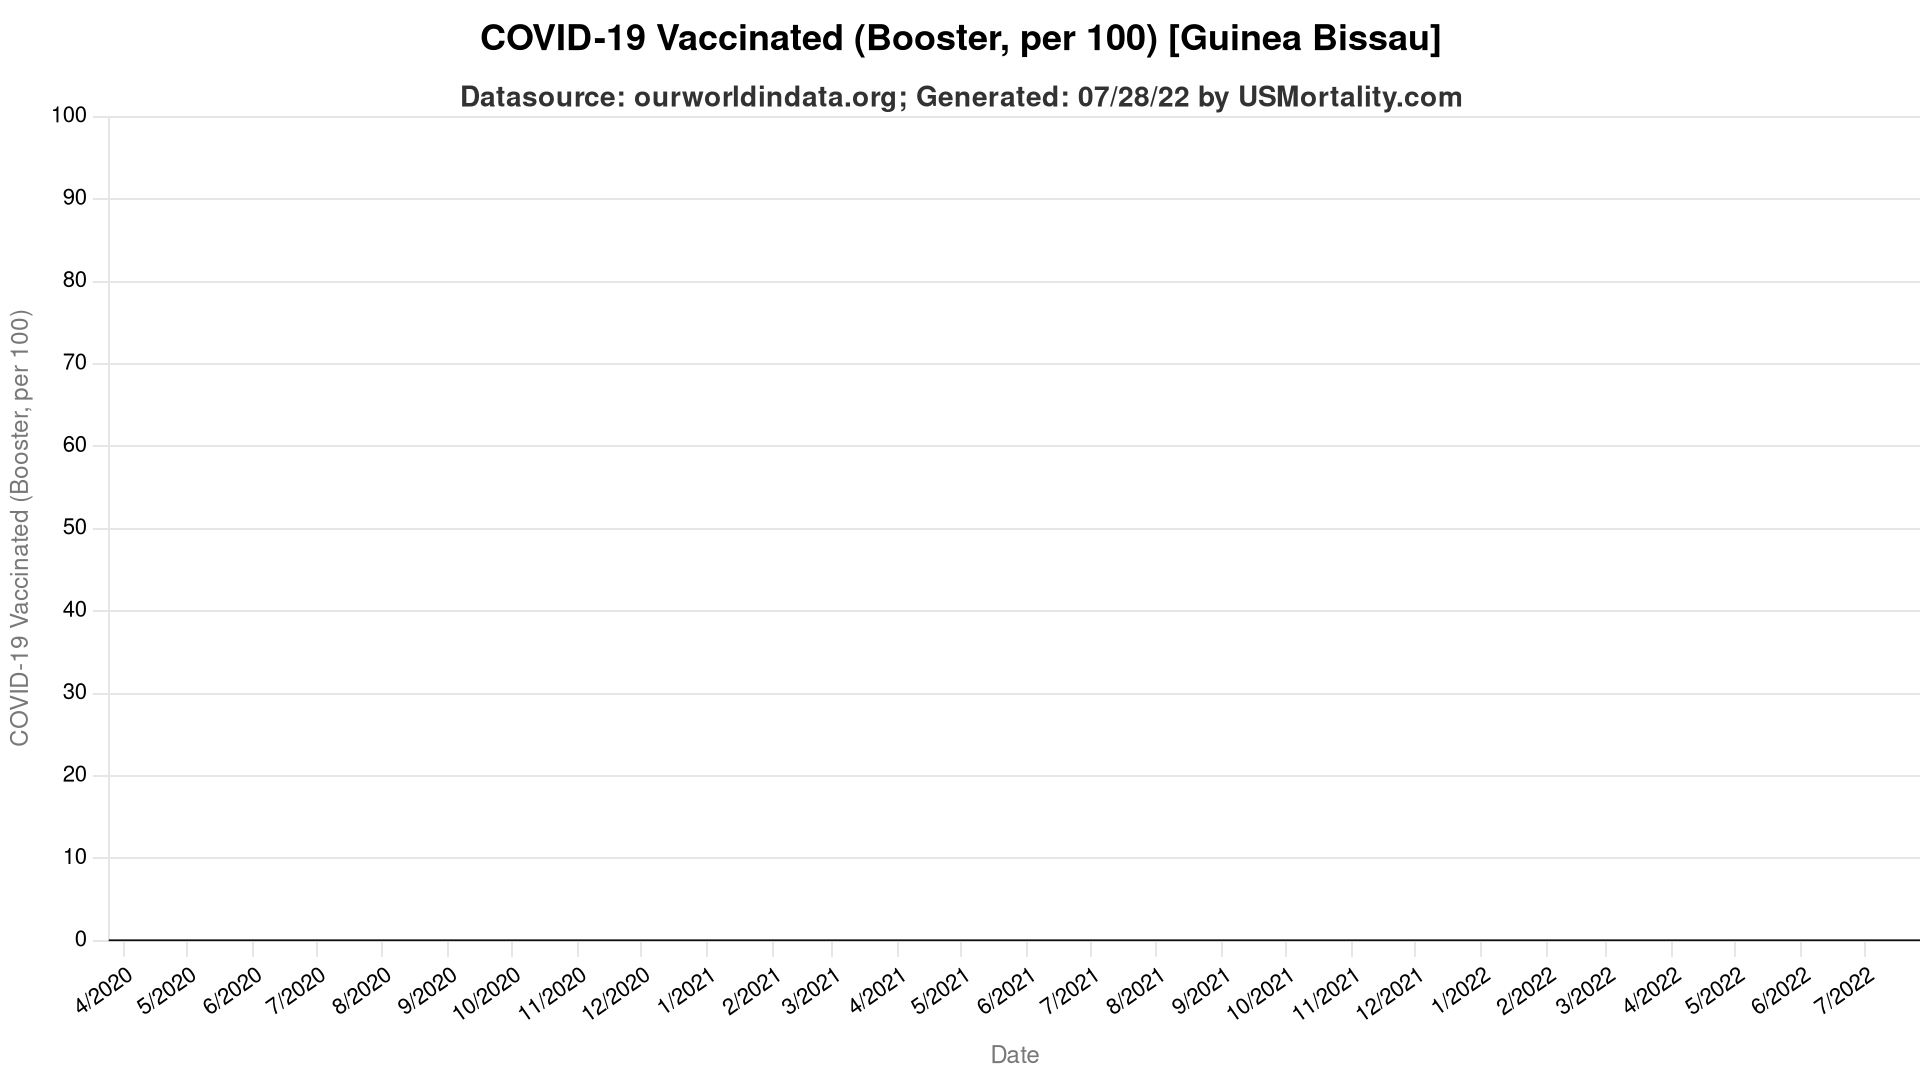 COVID-19 Vaccinated (Booster, per 100) [Guinea Bissau]
Datasource: ourworldindata.org; Generated: 07/28/22 by USMortality.com
COVID-19 Vaccinated (Booster, per 100)
100
90
80
70
60
50
40
30
20
10
0
4/2020 5/2020 6/2020 7/2020 8/2020 9/2020 10/2020 11/2020 12/2020 1/2021 2/2021 3/2021 4/2021 5/2021 6/2021 7/2021 8/2021 9/2021 10/2021 11/2021 12/2021 1/2022 2/2022 3/2022 4/2022 5/2022 6/2022 7/2022
Date